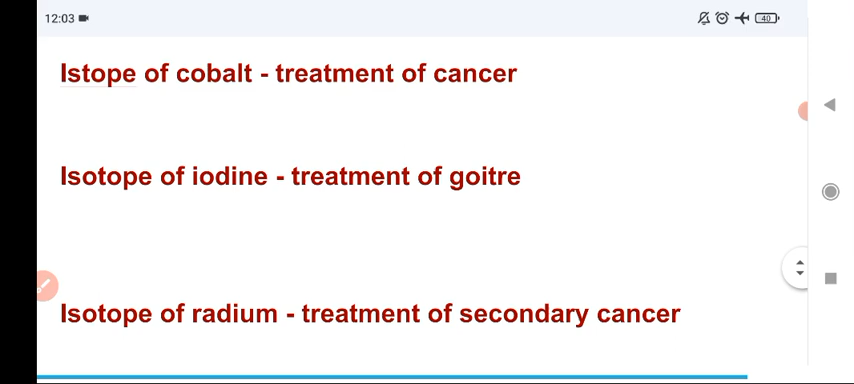 12:03
40
Istope of cobalt - treatment of cancer
Isotope of iodine - treatment of goitre
Isotope of radium - treatment of secondary cancer